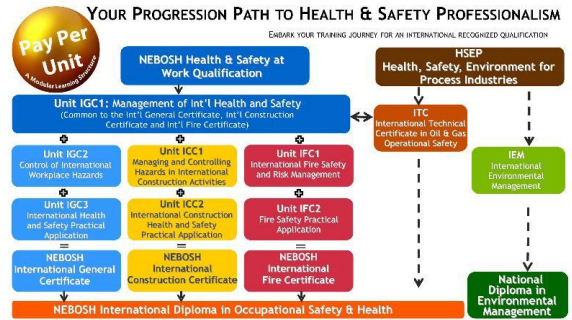 YOUR PROGRESSION PATH TO HEALTH & SAFETY PROFESSIONALISM
EMBARK YOUR TRAINING JOURNEY FOR AN INTERNATIONAL RECOGNIZED QUALIFICATION
Pay Per
Unit
A Modular Learning Structure
NEBOSH Health & Safety at
Work Qualification
HSEP
Health, Safety, Environment for
Process Industries
Unit IGC1: Management of Int'l Health and Safety
(Common to the Int'l General Certificate, Int'l Construction
Certificate and Int'l Fire Certificate)
ITC
International Technical
Certificate in Oil & Gas
Operational Safety
Unit IGC2
Control of International
Workplace Hazards
Unit ICC1
Managing and Controlling
Hazards in International
Construction Activities
Unit IFC1
International Fire Safety
and Risk Management
IEM
International
Environmental
Management
Unit IGC3
International Health
and Safety Practical
Application
Unit ICC2
International Construction
Health and Safety
Practical Application
Unit IFC2
Fire Safety Practical
Application
NEBOSH
International General
Certificate
NEBOSH
International
Construction Certificate
NEBOSH
International
Fire Certificate
National
Diploma in
Environmental
Management
NEBOSH International Diploma in Occupational Safety & Health